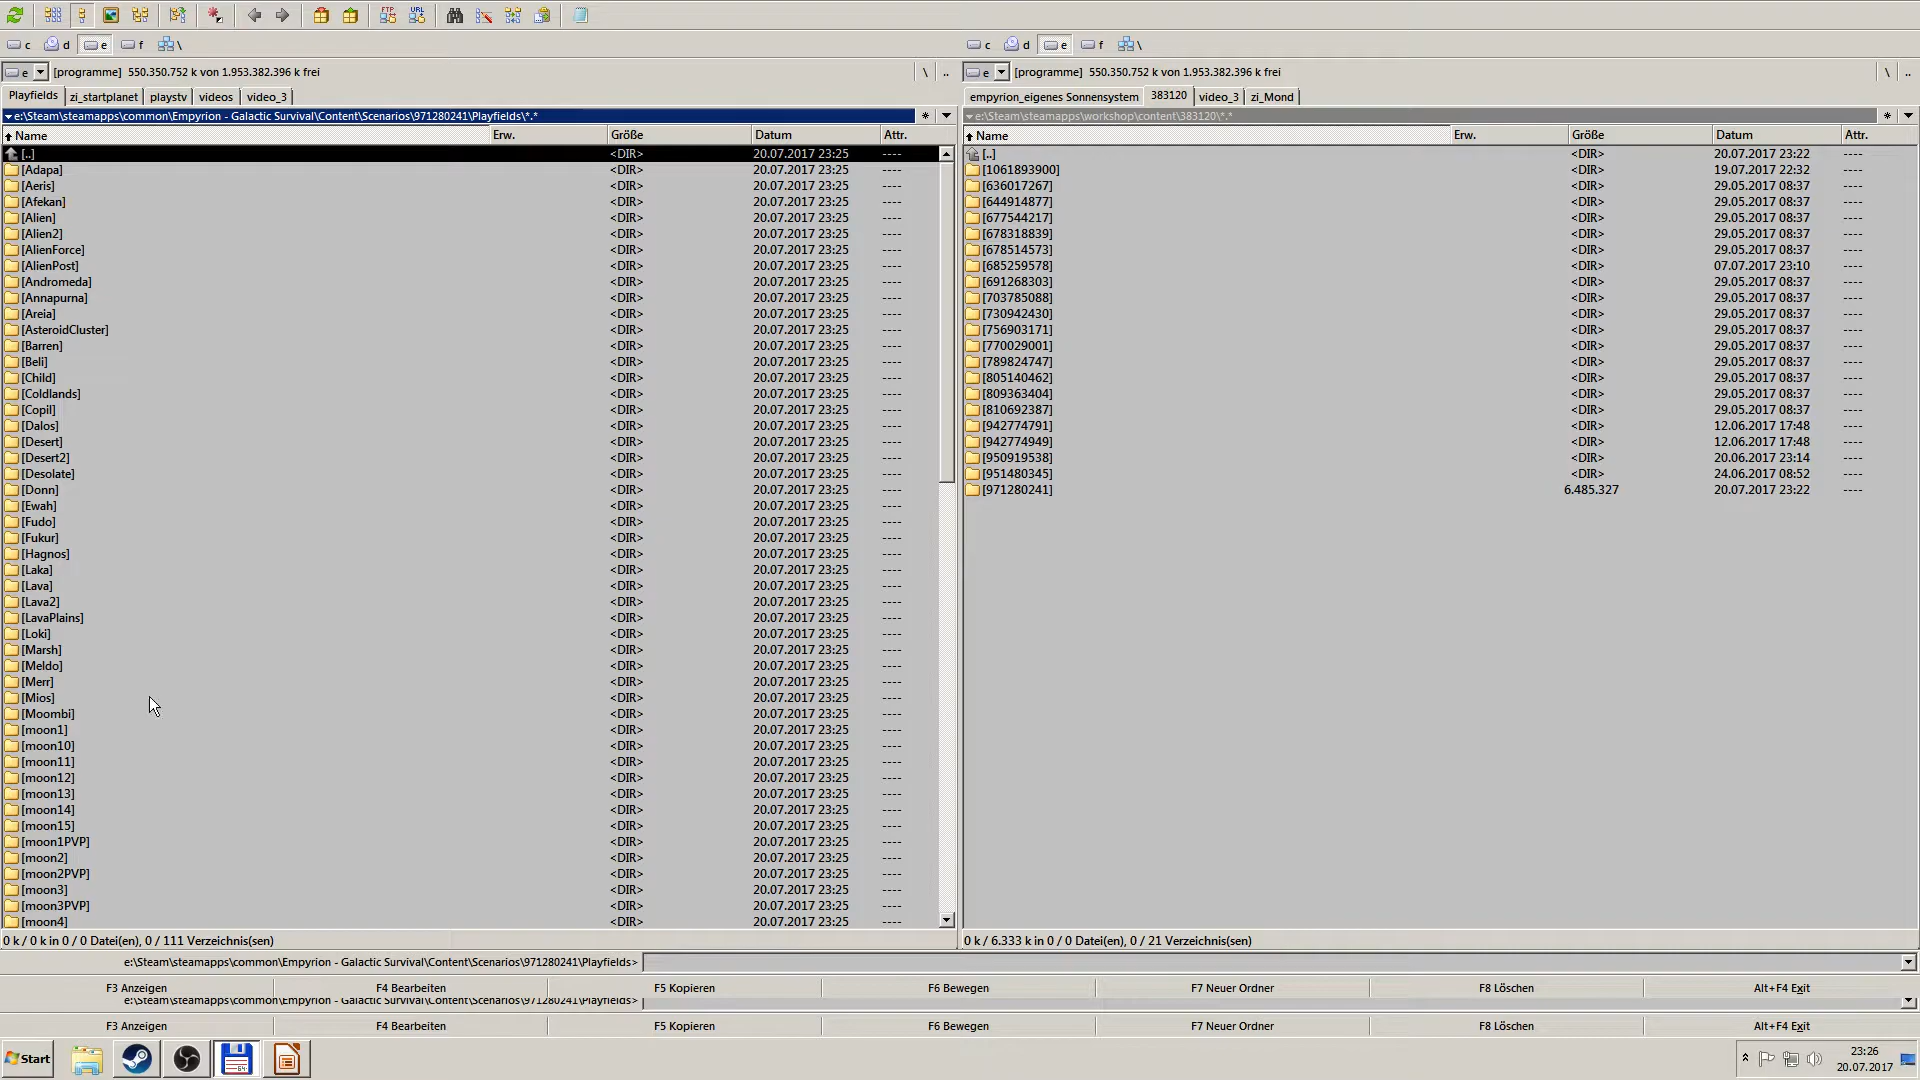 FTP URL
c d e f \
c d e f \
e [programme] 550.350.752 k von 1.953.382.396 k frei \ ..
e [programme] 550.350.752 k von 1.953.382.396 k frei \ ..
Playfields zi_startplanet playstv videos video_3
empyrion_eigenes Sonnensystem 383120 video_3 zi_Mond
e:\Steam\steamapps\common\Empyrion - Galactic Survival\Content\Scenarios\971280241\Playfields\*.* *
e:\Steam\steamapps\workshop\content\383120\*.* *
Name Erw. Größe Datum Attr.
[..] <DIR> 20.07.2017 23:25 ----
[Adapa] <DIR> 20.07.2017 23:25 ----
[Aeris] <DIR> 20.07.2017 23:25 ----
[Afekan] <DIR> 20.07.2017 23:25 ----
[Alien] <DIR> 20.07.2017 23:25 ----
[Alien2] <DIR> 20.07.2017 23:25 ----
[AlienForce] <DIR> 20.07.2017 23:25 ----
[AlienPost] <DIR> 20.07.2017 23:25 ----
[Andromeda] <DIR> 20.07.2017 23:25 ----
[Annapurna] <DIR> 20.07.2017 23:25 ----
[Areia] <DIR> 20.07.2017 23:25 ----
[AsteroidCluster] <DIR> 20.07.2017 23:25 ----
[Barren] <DIR> 20.07.2017 23:25 ----
[Beli] <DIR> 20.07.2017 23:25 ----
[Child] <DIR> 20.07.2017 23:25 ----
[Coldlands] <DIR> 20.07.2017 23:25 ----
[Copil] <DIR> 20.07.2017 23:25 ----
[Dalos] <DIR> 20.07.2017 23:25 ----
[Desert] <DIR> 20.07.2017 23:25 ----
[Desert2] <DIR> 20.07.2017 23:25 ----
[Desolate] <DIR> 20.07.2017 23:25 ----
[Donn] <DIR> 20.07.2017 23:25 ----
[Ewah] <DIR> 20.07.2017 23:25 ----
[Fudo] <DIR> 20.07.2017 23:25 ----
[Fukur] <DIR> 20.07.2017 23:25 ----
[Hagnos] <DIR> 20.07.2017 23:25 ----
[Laka] <DIR> 20.07.2017 23:25 ----
[Lava] <DIR> 20.07.2017 23:25 ----
[Lava2] <DIR> 20.07.2017 23:25 ----
[LavaPlains] <DIR> 20.07.2017 23:25 ----
[Loki] <DIR> 20.07.2017 23:25 ----
[Marsh] <DIR> 20.07.2017 23:25 ----
[Meldo] <DIR> 20.07.2017 23:25 ----
[Merr] <DIR> 20.07.2017 23:25 ----
[Mios] <DIR> 20.07.2017 23:25 ----
[Moombi] <DIR> 20.07.2017 23:25 ----
[moon1] <DIR> 20.07.2017 23:25 ----
[moon10] <DIR> 20.07.2017 23:25 ----
[moon11] <DIR> 20.07.2017 23:25 ----
[moon12] <DIR> 20.07.2017 23:25 ----
[moon13] <DIR> 20.07.2017 23:25 ----
[moon14] <DIR> 20.07.2017 23:25 ----
[moon15] <DIR> 20.07.2017 23:25 ----
[moon1PVP] <DIR> 20.07.2017 23:25 ----
[moon2] <DIR> 20.07.2017 23:25 ----
[moon2PVP] <DIR> 20.07.2017 23:25 ----
[moon3] <DIR> 20.07.2017 23:25 ----
[moon3PVP] <DIR> 20.07.2017 23:25 ----
[moon4] <DIR> 20.07.2017 23:25 ----
0 k / 0 k in 0 / 0 Datei(en), 0 / 111 Verzeichnis(sen)
Name Erw. Größe Datum Attr.
[..] <DIR> 20.07.2017 23:22 ----
[1061893900] <DIR> 19.07.2017 22:32 ----
[636017267] <DIR> 29.05.2017 08:37 ----
[644914877] <DIR> 29.05.2017 08:37 ----
[677544217] <DIR> 29.05.2017 08:37 ----
[678318839] <DIR> 29.05.2017 08:37 ----
[678514573] <DIR> 29.05.2017 08:37 ----
[685259578] <DIR> 07.07.2017 23:10 ----
[691268303] <DIR> 29.05.2017 08:37 ----
[703785088] <DIR> 29.05.2017 08:37 ----
[730942430] <DIR> 29.05.2017 08:37 ----
[756903171] <DIR> 29.05.2017 08:37 ----
[770029001] <DIR> 29.05.2017 08:37 ----
[789824747] <DIR> 29.05.2017 08:37 ----
[805140462] <DIR> 29.05.2017 08:37 ----
[809363404] <DIR> 29.05.2017 08:37 ----
[810692387] <DIR> 29.05.2017 08:37 ----
[942774791] <DIR> 12.06.2017 17:48 ----
[942774949] <DIR> 12.06.2017 17:48 ----
[950919538] <DIR> 20.06.2017 23:14 ----
[951480345] <DIR> 24.06.2017 08:52 ----
[971280241] 6.485.327 20.07.2017 23:22 ----
0 k / 6.333 k in 0 / 0 Datei(en), 0 / 21 Verzeichnis(sen)
e:\Steam\steamapps\common\Empyrion - Galactic Survival\Content\Scenarios\971280241\Playfields>
F3 Anzeigen F4 Bearbeiten F5 Kopieren F6 Bewegen F7 Neuer Ordner F8 Löschen Alt+F4 Exit
e:\Steam\steamapps\common\Empyrion - Galactic Survival\Content\Scenarios\971280241\Playfields>
F3 Anzeigen F4 Bearbeiten F5 Kopieren F6 Bewegen F7 Neuer Ordner F8 Löschen Alt+F4 Exit
Start 64 23:26
20.07.2017